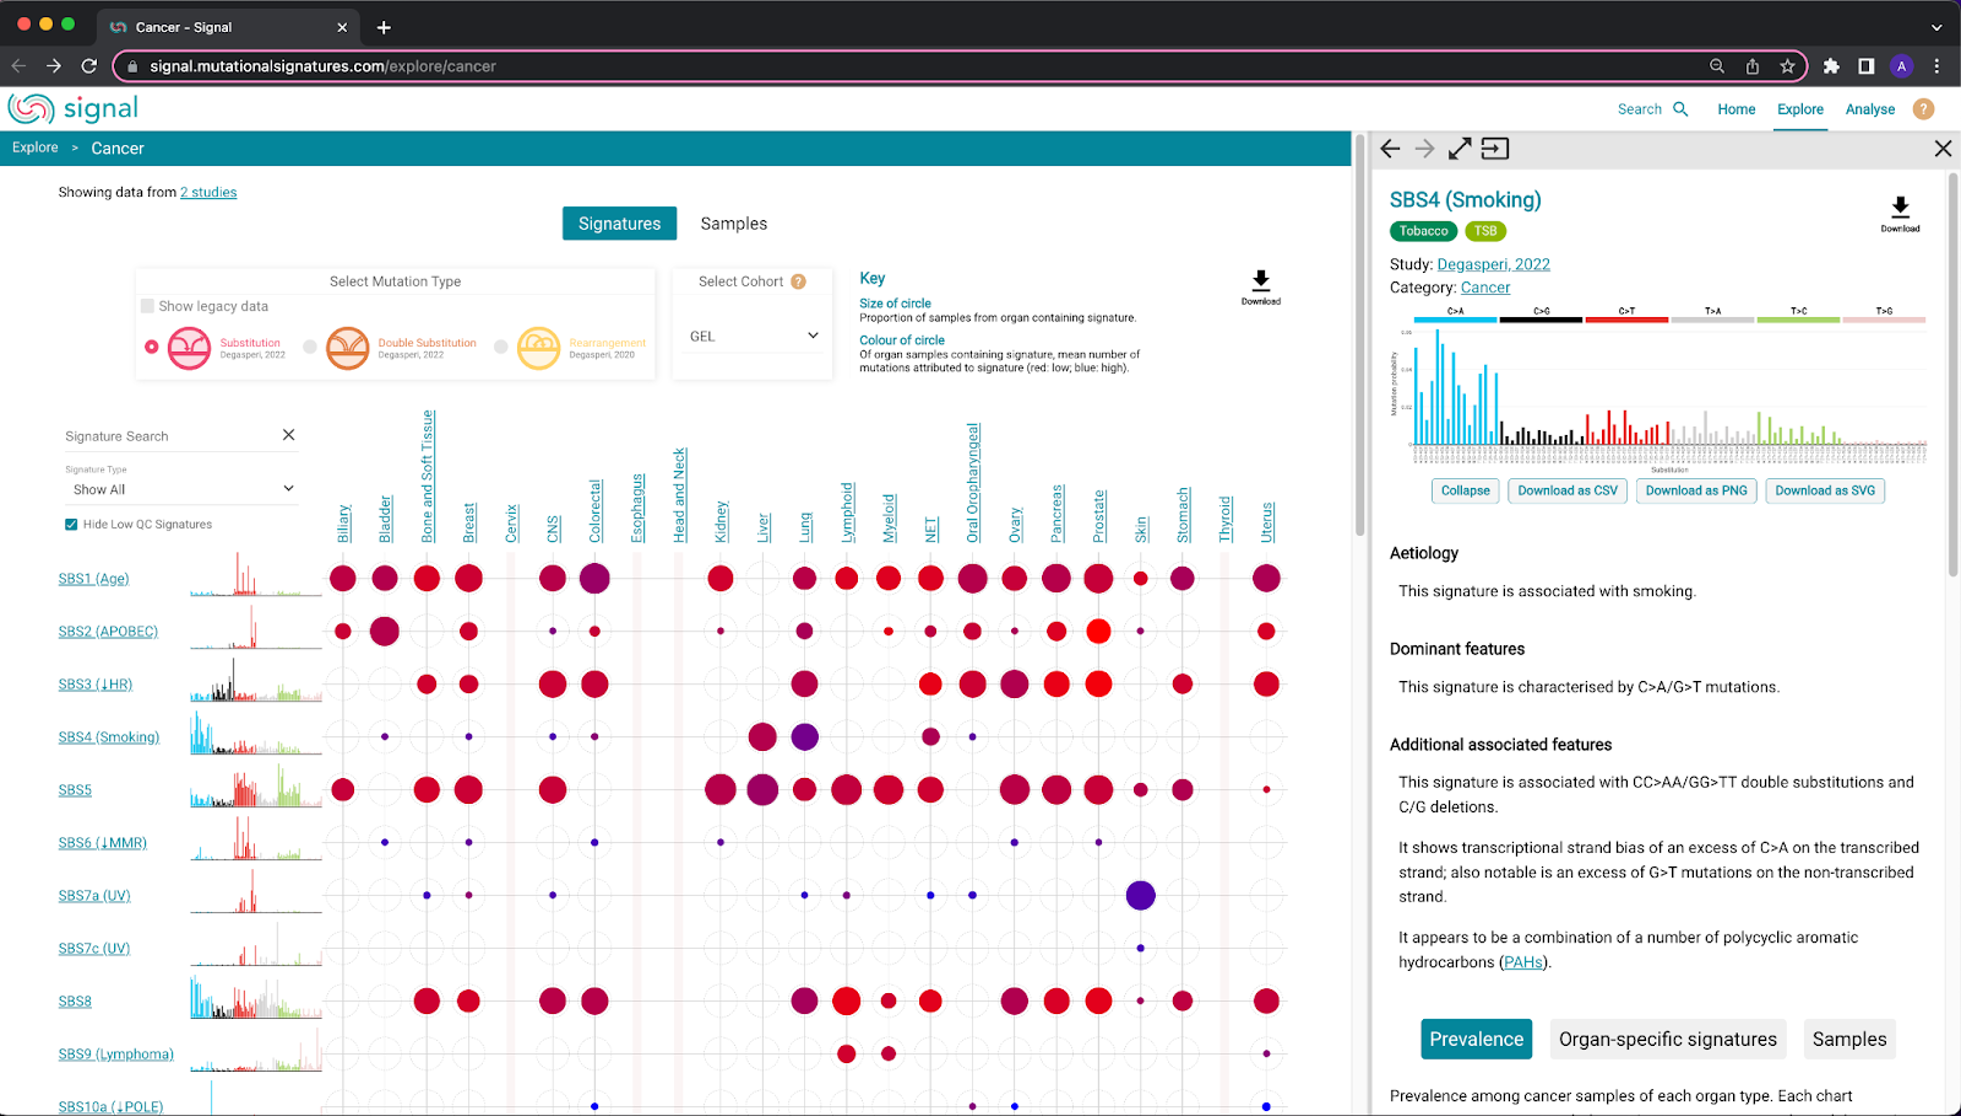 Cancer - Signal
signal.mutationalsignatures.com/explore/cancer
A
signal
Search
Home
Explore
Analyse
?
Explore > Cancer
Showing data from 2 studies
Signatures
Samples
Select Mutation Type
Show legacy data
Substitution
Degasperi, 2022
Double Substitution
Degasperi, 2022
Rearrangement
Degasperi, 2020
Select Cohort ?
GEL
Key
Size of circle
Proportion of samples from organ containing signature.
Colour of circle
Of organ samples containing signature, mean number of
mutations attributed to signature (red: low; blue: high).
Download
Signature Search
Signature Type
Show All
Hide Low QC Signatures
Biliary
Bladder
Bone and Soft Tissue
Breast
Cervix
CNS
Colorectal
Esophagus
Head and Neck
Kidney
Liver
Lung
Lymphoid
Myeloid
NET
Oral Oropharyngeal
Ovary
Pancreas
Prostate
Skin
Stomach
Thyroid
Uterus
SBS1 (Age)
SBS2 (APOBEC)
SBS3 (↓HR)
SBS4 (Smoking)
SBS5
SBS6 (↓MMR)
SBS7a (UV)
SBS7c (UV)
SBS8
SBS9 (Lymphoma)
SBS10a (↓POLE)
SBS4 (Smoking)
Tobacco
TSB
Download
Study: Degasperi, 2022
Category: Cancer
C>A
C>G
C>T
T>A
T>C
T>G
Mutation probability
0.06
0.04
0.02
0
Substitution
Collapse
Download as CSV
Download as PNG
Download as SVG
Aetiology
This signature is associated with smoking.
Dominant features
This signature is characterised by C>A/G>T mutations.
Additional associated features
This signature is associated with CC>AA/GG>TT double substitutions and
C/G deletions.
It shows transcriptional strand bias of an excess of C>A on the transcribed
strand; also notable is an excess of G>T mutations on the non-transcribed
strand.
It appears to be a combination of a number of polycyclic aromatic
hydrocarbons (PAHs).
Prevalence
Organ-specific signatures
Samples
Prevalence among cancer samples of each organ type. Each chart